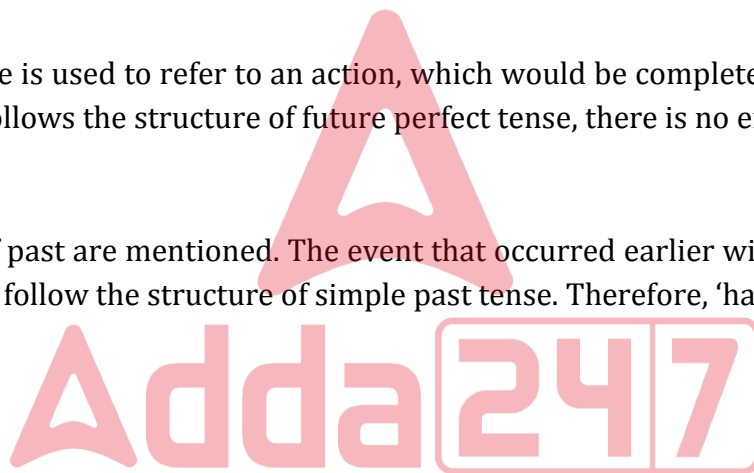 e is used to refer to an action, which would be complete
ollows the structure of future perfect tense, there is no e
past are mentioned. The event that occurred earlier wi
follow the structure of simple past tense. Therefore, ‘ha
Adda247